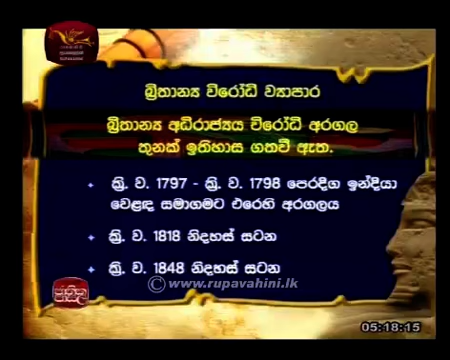 බ්‍රිතාන්‍ය විරෝධී ව්‍යාපාර
බ්‍රිතාන්‍ය අධිරාජ්‍යය විරෝධී අරගල
තුනක් ඉතිහාස ගතවී ඇත.
ක්‍රි. ව. 1797 - ක්‍රි. ව. 1798 පෙරදිග ඉන්දියා
වෙළඳ සමාගමට එරෙහි අරගලය
ක්‍රි. ව. 1818 නිදහස් සටන
ක්‍රි. ව. 1848 නිදහස් සටන
© www.rupavahini.lk
05:18:15